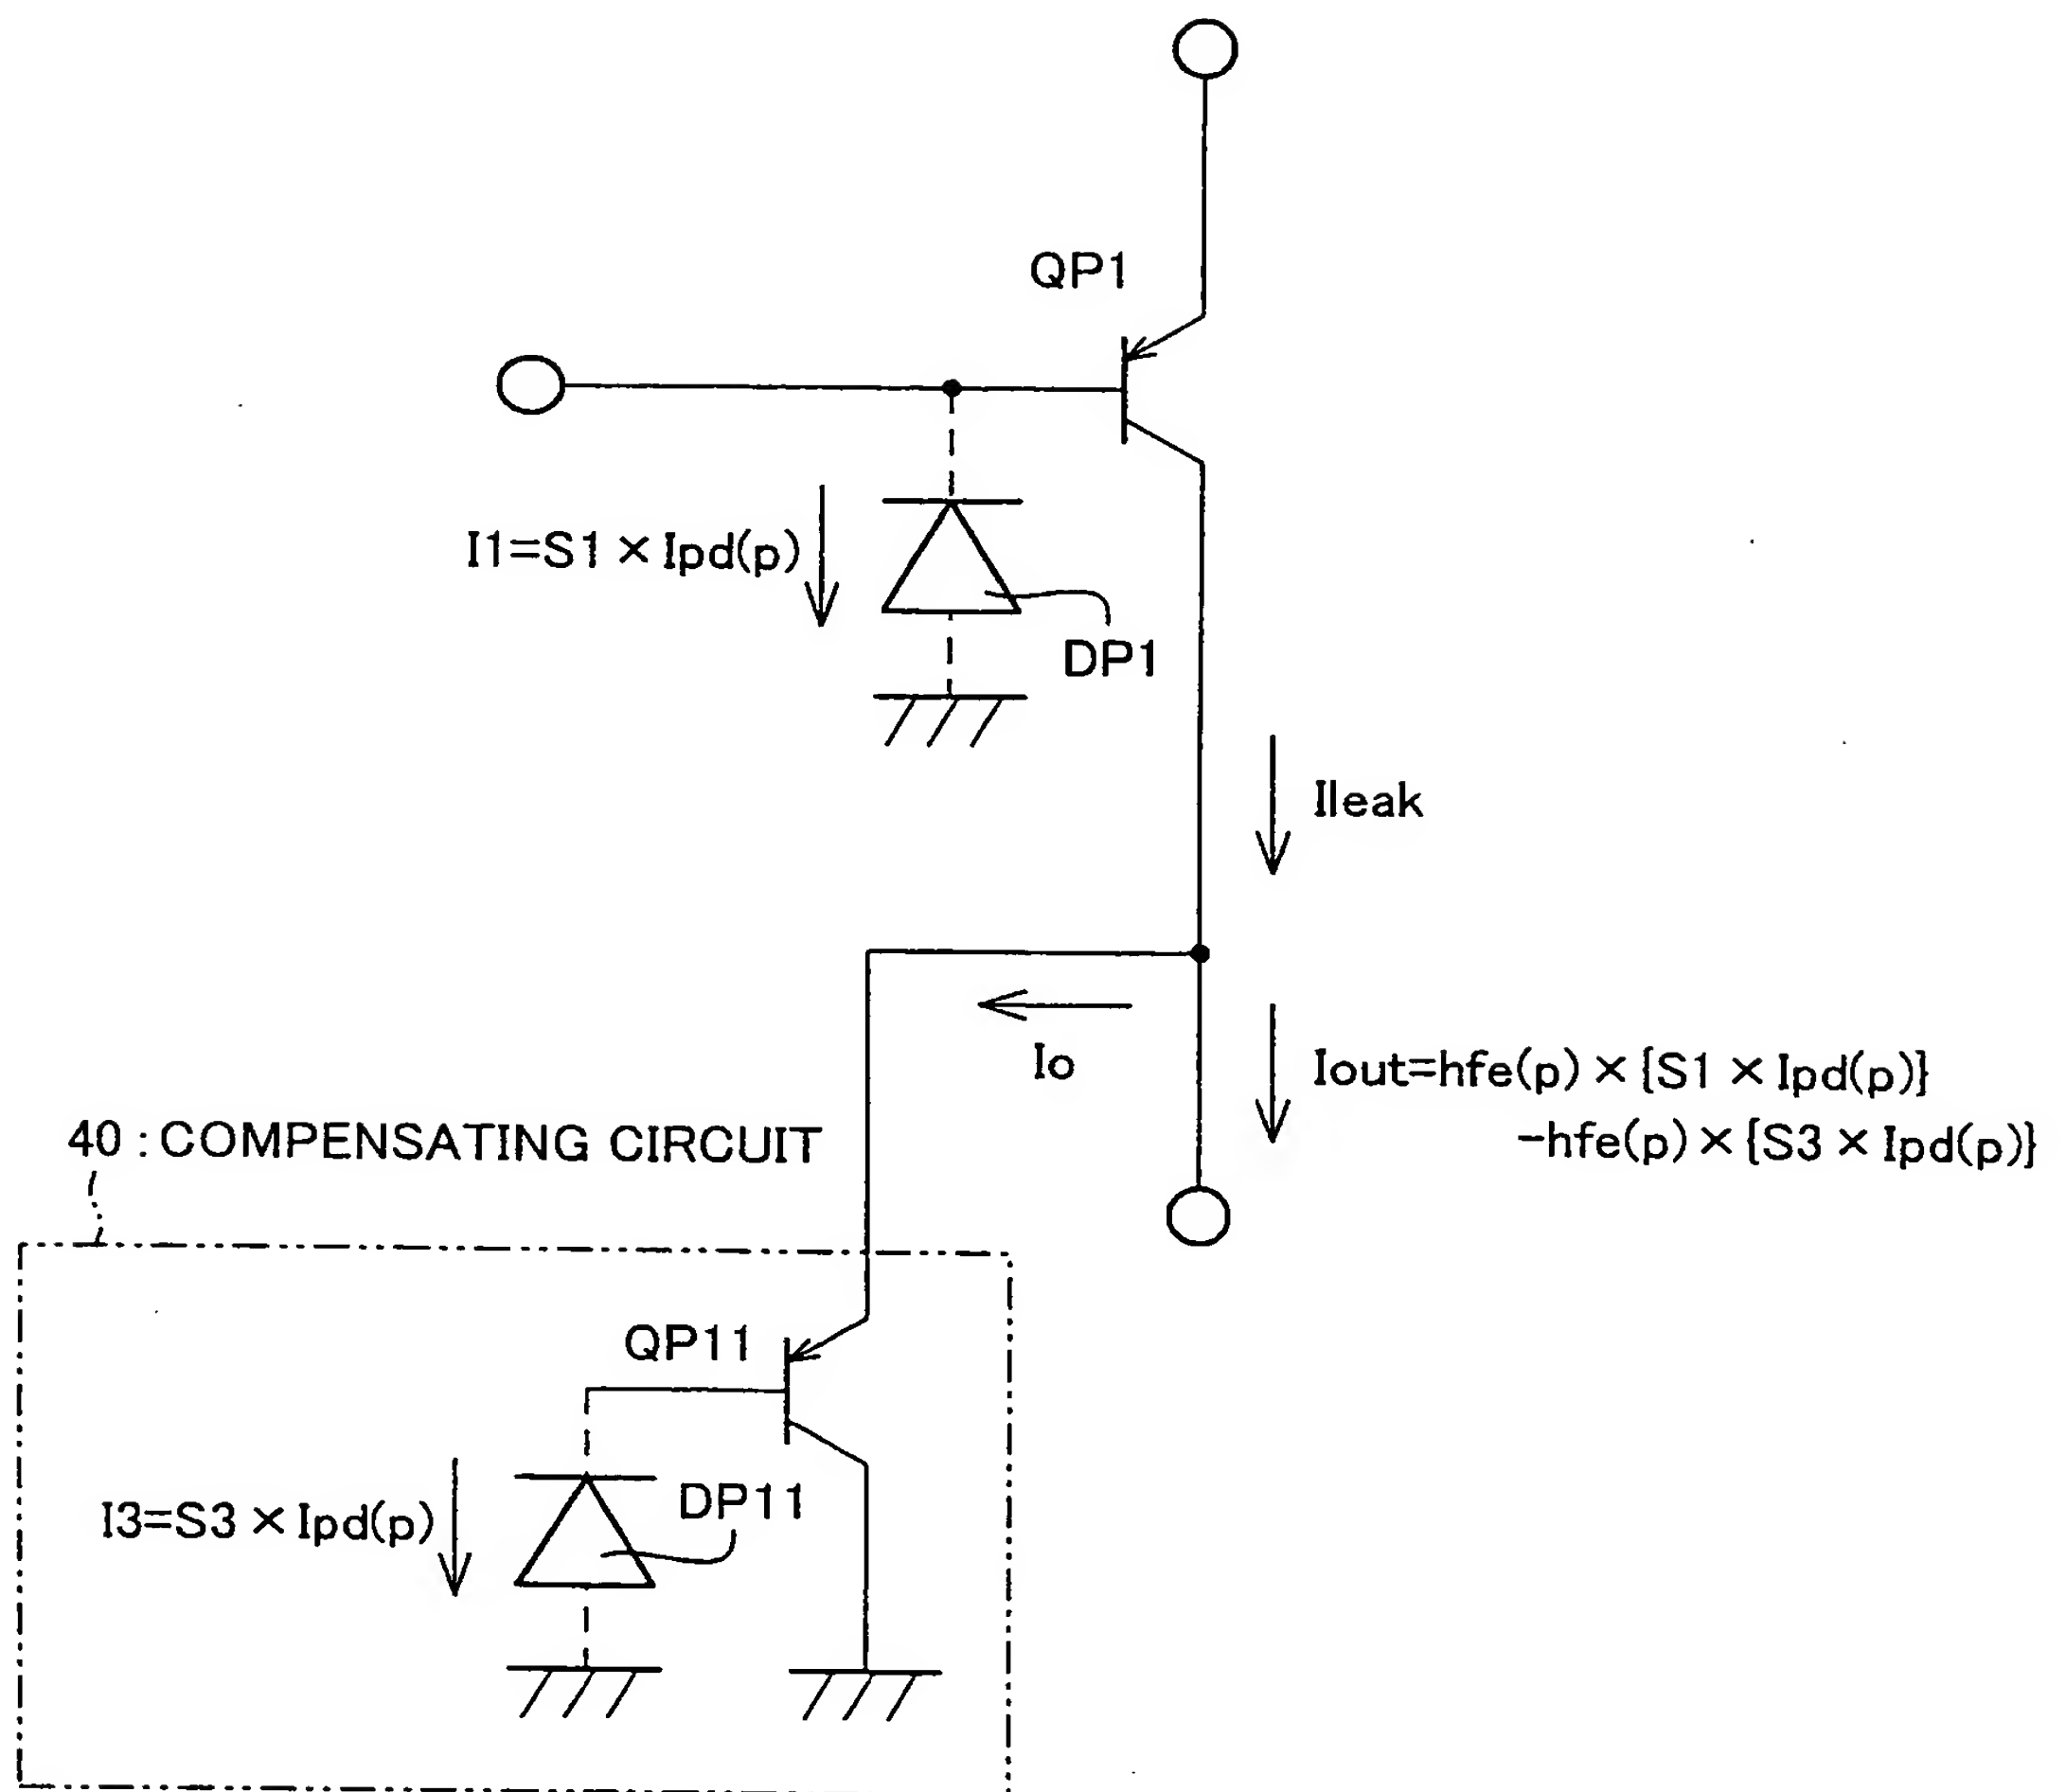 QP1
I1=S1 × Ipd(p)
DP1
Ileak
Io
Iout=hfe(p) × {S1 × Ipd(p)}
-hfe(p) × {S3 × Ipd(p)}
40 : COMPENSATING CIRCUIT
QP11
I3=S3 × Ipd(p)
DP11